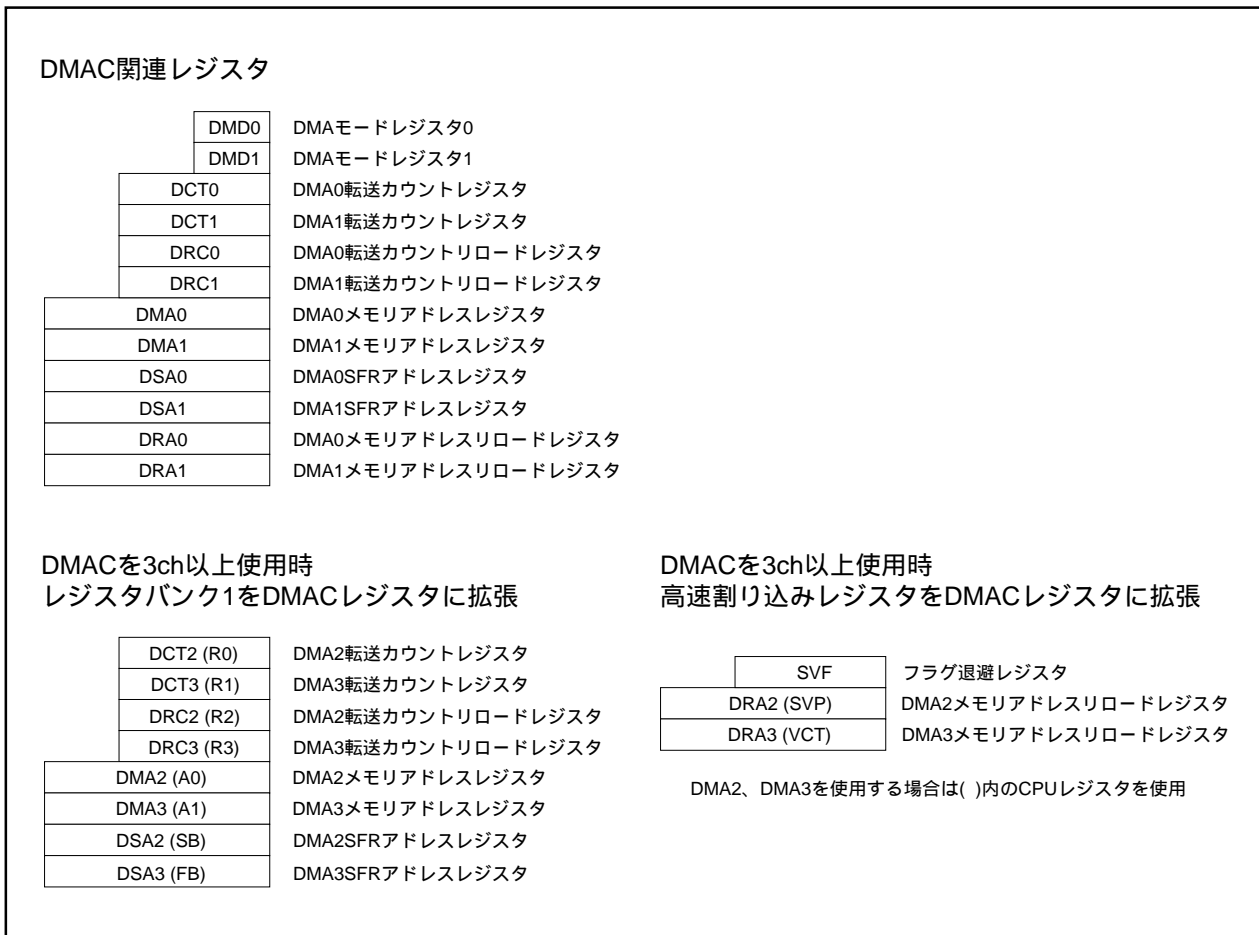 DMAC関連レジスタ
DMD0 DMAモードレジスタ0
DMD1 DMAモードレジスタ1
DCT0 DMA0転送カウントレジスタ
DCT1 DMA1転送カウントレジスタ
DRC0 DMA0転送カウントリロードレジスタ
DRC1 DMA1転送カウントリロードレジスタ
DMA0 DMA0メモリアドレスレジスタ
DMA1 DMA1メモリアドレスレジスタ
DSA0 DMA0SFRアドレスレジスタ
DSA1 DMA1SFRアドレスレジスタ
DRA0 DMA0メモリアドレスリロードレジスタ
DRA1 DMA1メモリアドレスリロードレジスタ
DMACを3ch以上使用時
レジスタバンク1をDMACレジスタに拡張
DCT2 (R0) DMA2転送カウントレジスタ
DCT3 (R1) DMA3転送カウントレジスタ
DRC2 (R2) DMA2転送カウントリロードレジスタ
DRC3 (R3) DMA3転送カウントリロードレジスタ
DMA2 (A0) DMA2メモリアドレスレジスタ
DMA3 (A1) DMA3メモリアドレスレジスタ
DSA2 (SB) DMA2SFRアドレスレジスタ
DSA3 (FB) DMA3SFRアドレスレジスタ
DMACを3ch以上使用時
高速割り込みレジスタをDMACレジスタに拡張
SVF フラグ退避レジスタ
DRA2 (SVP) DMA2メモリアドレスリロードレジスタ
DRA3 (VCT) DMA3メモリアドレスリロードレジスタ
DMA2、DMA3を使用する場合は( )内のCPUレジスタを使用